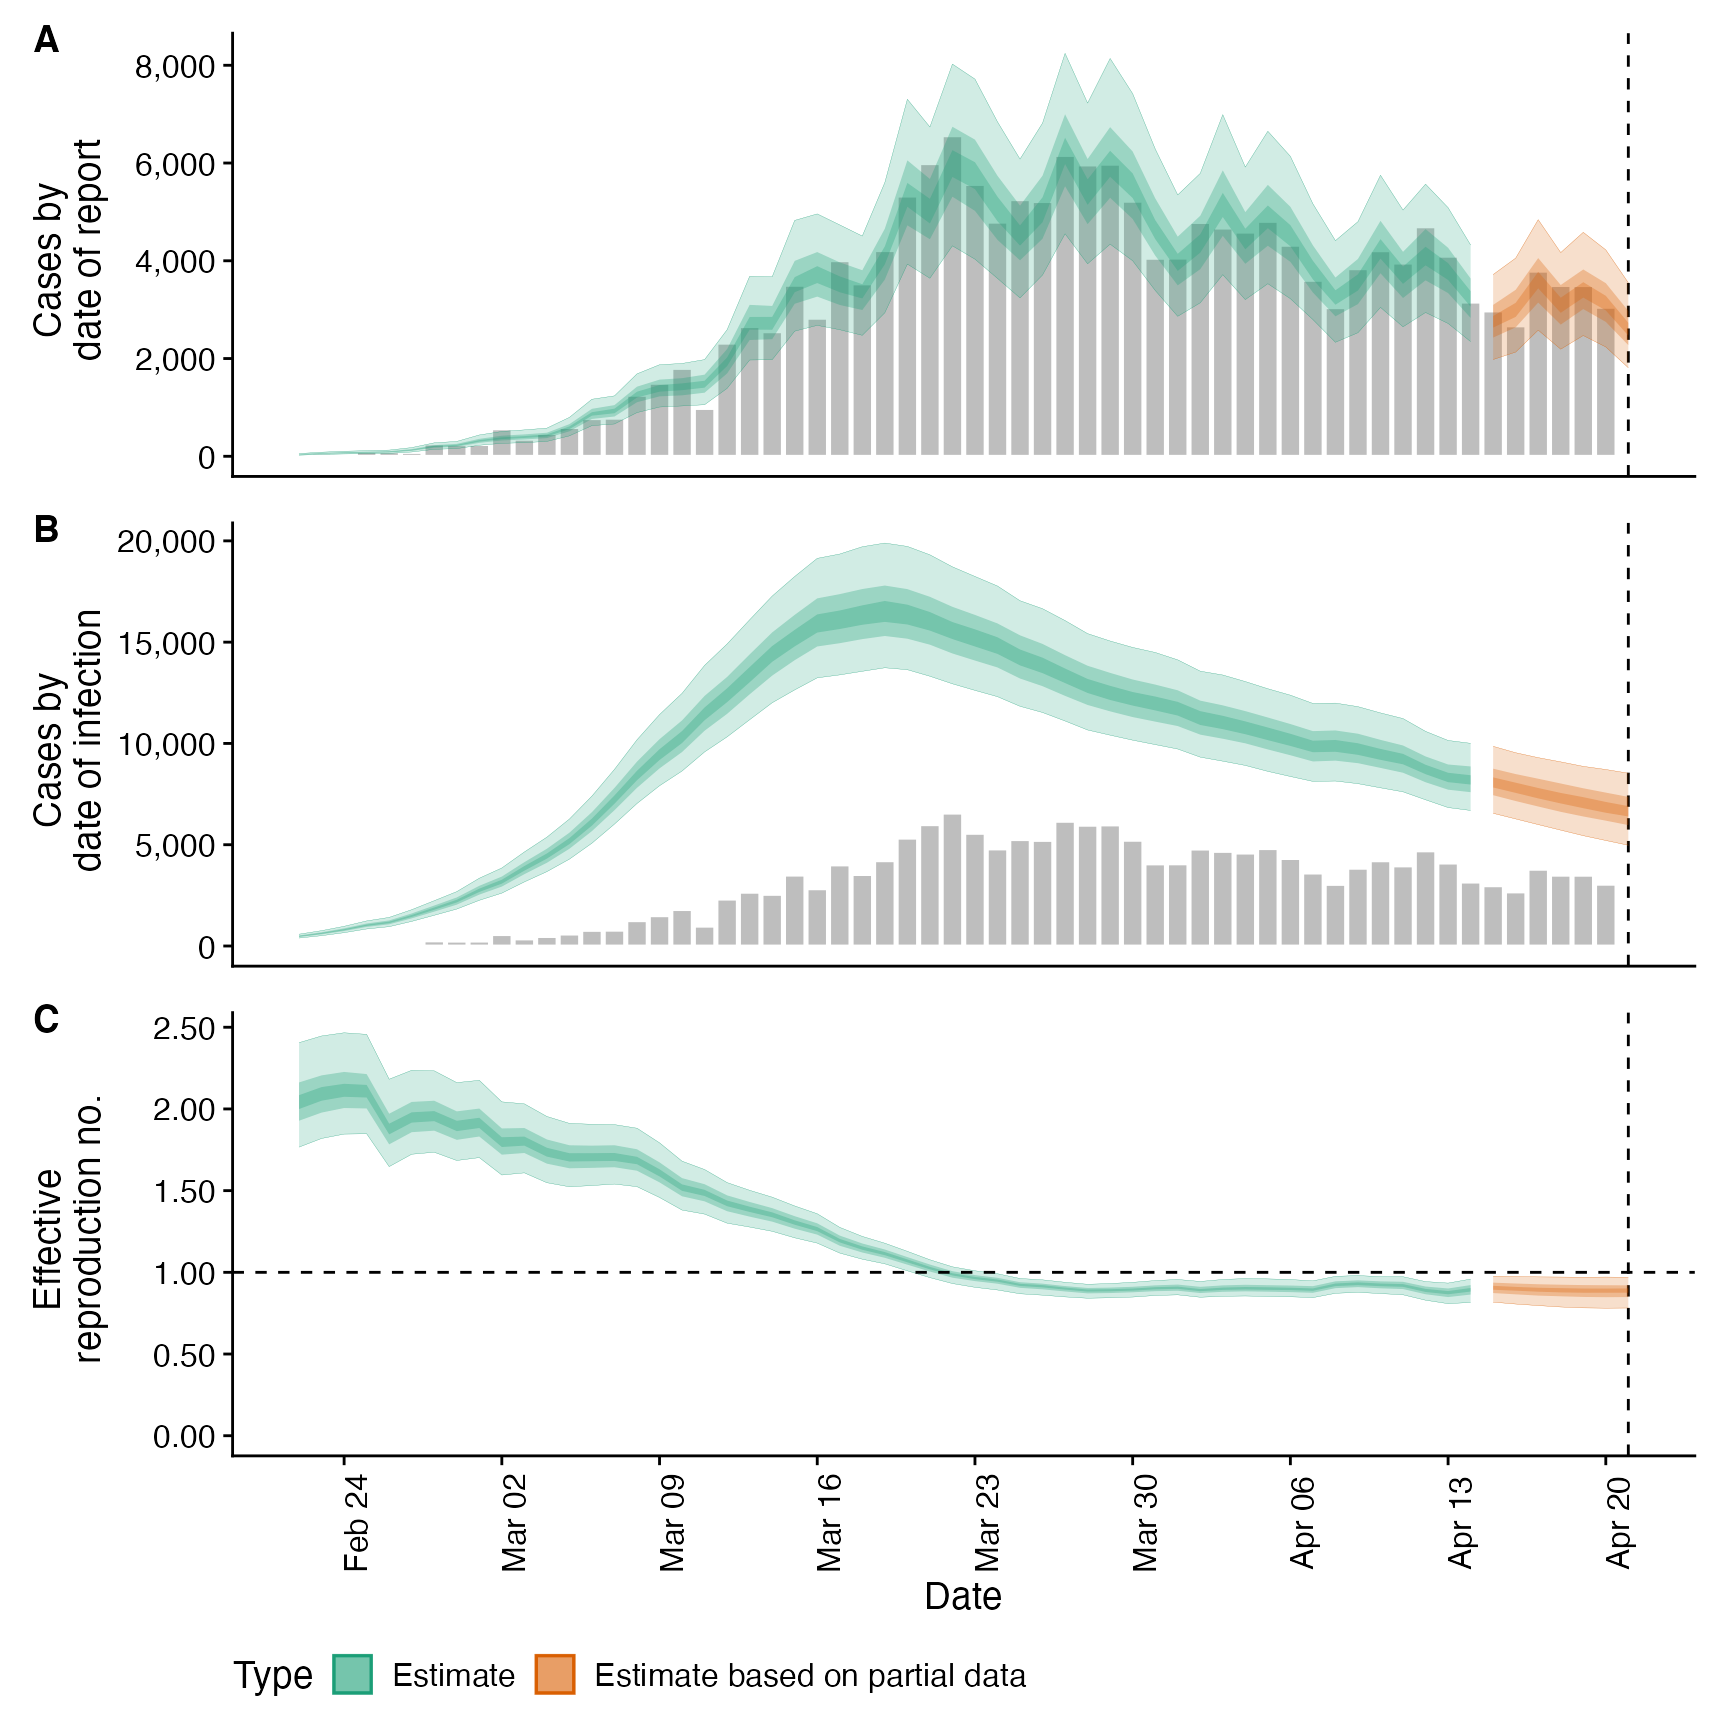 A
Cases by
date of report
8,000
6,000
4,000
2,000
0
B
Cases by
date of infection
20,000
15,000
10,000
5,000
0
C
Effective
reproduction no.
2.50
2.00
1.50
1.00
0.50
0.00
Feb 24
Mar 02
Mar 09
Mar 16
Mar 23
Mar 30
Apr 06
Apr 13
Apr 20
Date
Type Estimate Estimate based on partial data